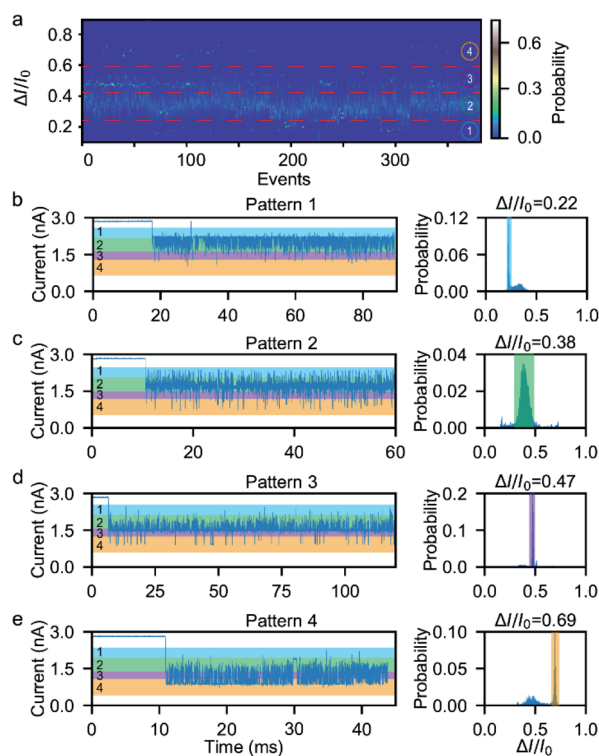 a
0.8
0.6
0.4
0.2
ΔI/I0
0 100 200 300
Events
4
3
2
1
0.6
0.3
0.0
Probability
b
Pattern 1
3.0
1.5
0.0
Current (nA)
1
2
3
4
0 20 40 60 80
ΔI/I0=0.22
0.12
0.06
0.00
Probability
0.0 0.5 1.0
c
Pattern 2
3.0
1.5
0.0
Current (nA)
1
2
3
4
0 20 40 60
ΔI/I0=0.38
0.04
0.02
0.00
Probability
0.0 0.5 1.0
d
Pattern 3
3.0
1.5
0.0
Current (nA)
1
2
3
4
0 25 50 75 100
ΔI/I0=0.47
0.2
0.1
0.0
Probability
0.0 0.5 1.0
e
Pattern 4
3.0
1.5
0.0
Current (nA)
1
2
3
4
0 10 20 30 40
Time (ms)
ΔI/I0=0.69
0.10
0.05
0.00
Probability
0.0 0.5 1.0
ΔI/I0